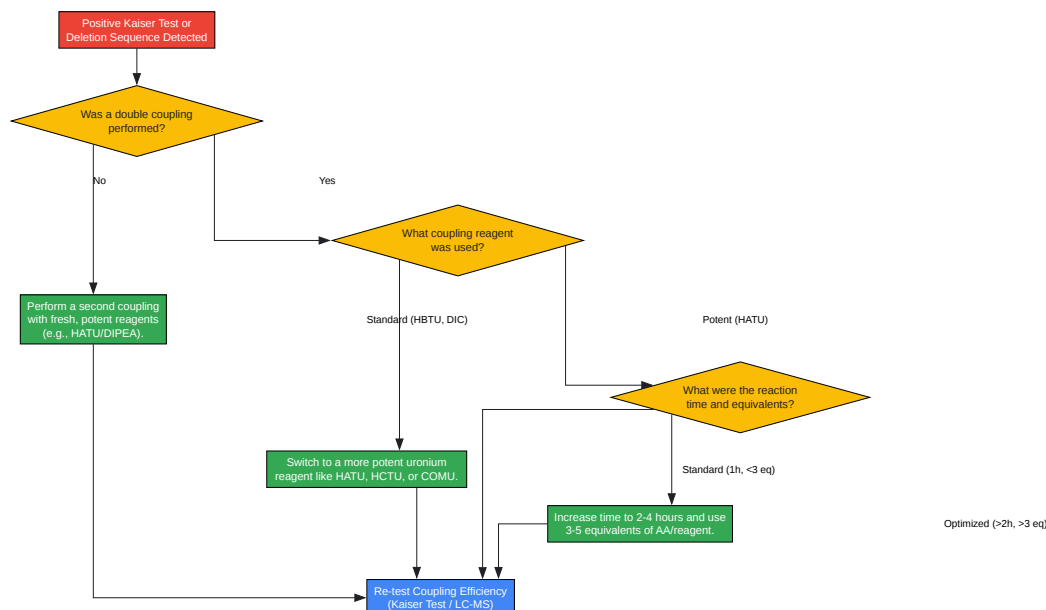 Positive Kaiser Test or
Deletion Sequence Detected
Was a double coupling
performed?
No
Yes
What coupling reagent
was used?
Perform a second coupling
with fresh, potent reagents
(e.g., HATU/DIPEA).
Standard (HBTU, DIC)
Potent (HATU)
What were the reaction
time and equivalents?
Switch to a more potent uronium
reagent like HATU, HCTU, or COMU.
Standard (1h, <3 eq)
Increase time to 2-4 hours and use
3-5 equivalents of AA/reagent.
Optimized (>2h, >3 eq)
Re-test Coupling Efficiency
(Kaiser Test / LC-MS)